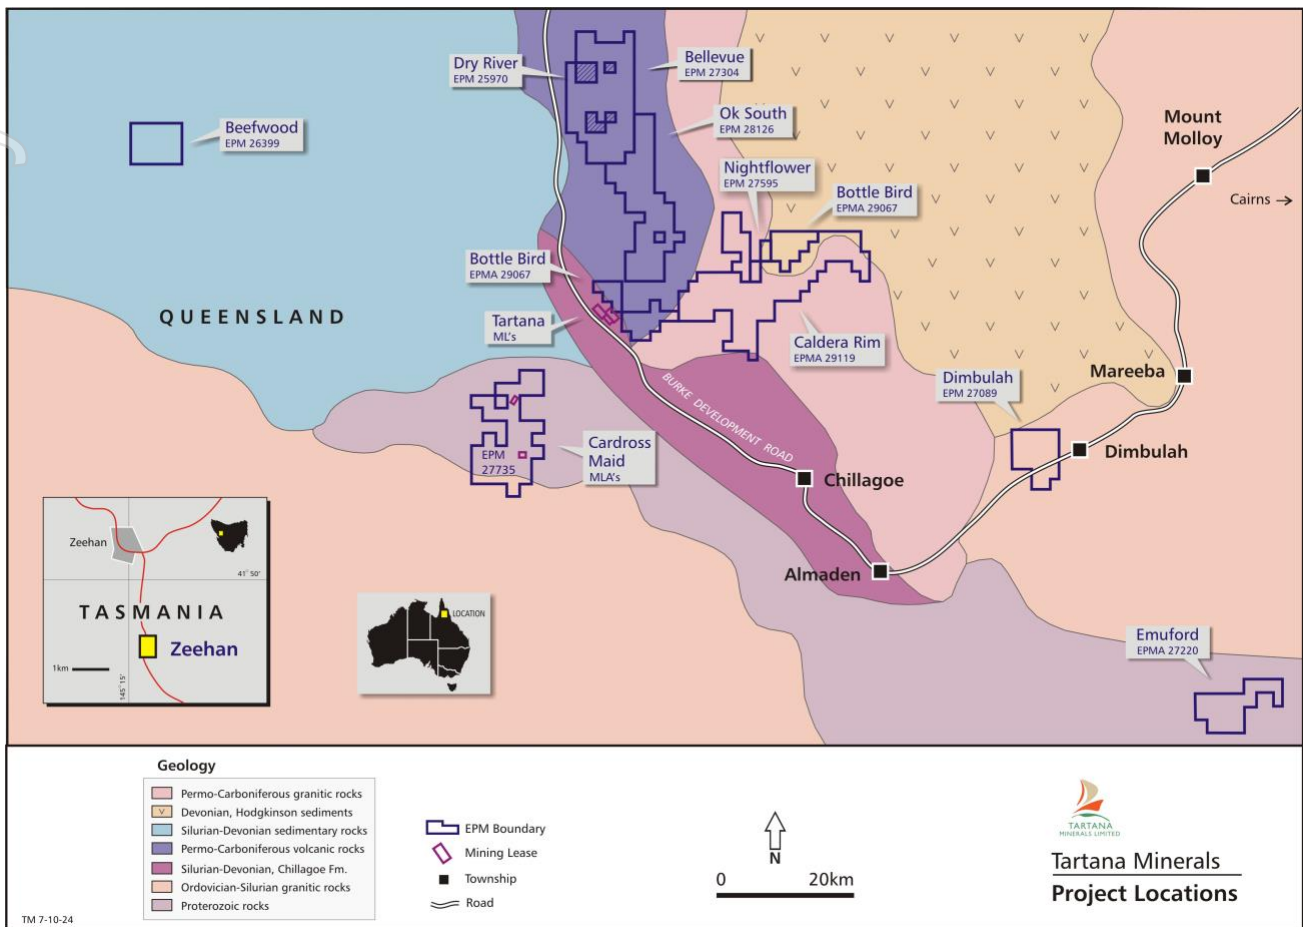 Dry River
EPM 25970
Bellevue
EPM 27304
Beefwood
EPM 26399
Ok South
EPM 28126
Mount
Molloy
Nightflower
EPM 27595
Bottle Bird
EPMA 29067
Cairns →
Bottle Bird
EPMA 29067
QUEENSLAND
Tartana
ML's
Caldera Rim
EPMA 29119
Mareeba
Dimbulah
EPM 27089
BURKE DEVELOPMENT ROAD
Cardross
Maid
MLA's
EPM
27735
Dimbulah
Chillagoe
Almaden
Zeehan
41° 50'
TASMANIA
Zeehan
1km
145° 15'
LOCATION
Emuford
EPMA 27220
Geology
Permo-Carboniferous granitic rocks
Devonian, Hodgkinson sediments
Silurian-Devonian sedimentary rocks
Permo-Carboniferous volcanic rocks
Silurian-Devonian, Chillagoe Fm.
Ordovician-Silurian granitic rocks
Proterozoic rocks
EPM Boundary
Mining Lease
Township
Road
N
0 20km
TARTANA
MINERALS LIMITED
Tartana Minerals
Project Locations
TM 7-10-24